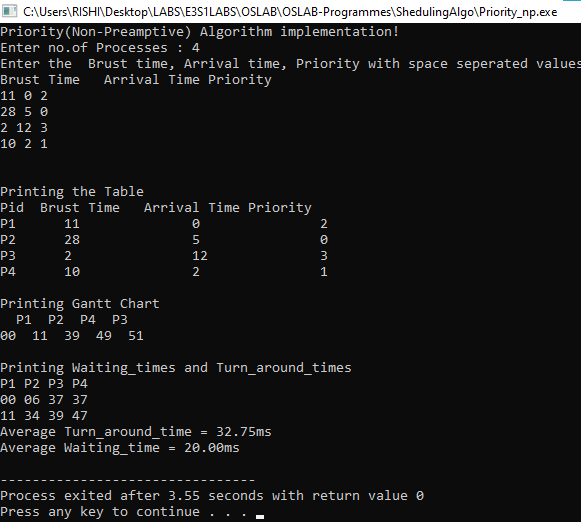 C:\Users\RISHI\Desktop\LABS\E3S1LABS\OSLAB\OSLAB-Programmes\ShedulingAlgo\Priority_np.exe
Priority(Non-Preamptive) Algorithm implementation!
Enter no.of Processes : 4
Enter the  Brust time, Arrival time, Priority with space seperated values
Brust Time   Arrival Time Priority
11 0 2
28 5 0
2 12 3
10 2 1
Printing the Table
Pid  Brust Time   Arrival Time Priority
P1      11              0               2
P2      28              5               0
P3      2               12              3
P4      10              2               1
Printing Gantt Chart
  P1  P2  P4  P3
00  11  39  49  51
Printing Waiting_times and Turn_around_times
P1 P2 P3 P4
00 06 37 37
11 34 39 47
Average Turn_around_time = 32.75ms
Average Waiting_time = 20.00ms
--------------------------------
Process exited after 3.55 seconds with return value 0
Press any key to continue . . .